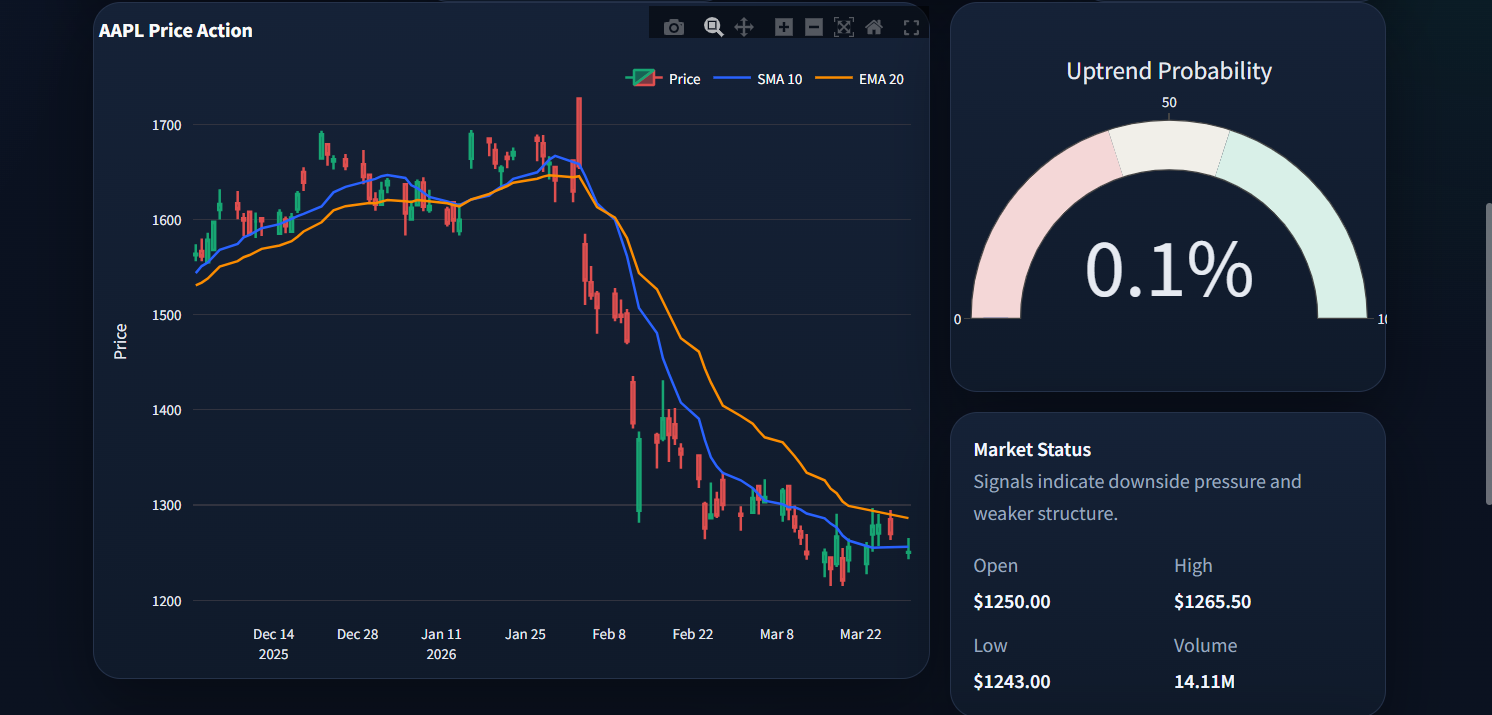 AAPL Price Action
Price SMA 10 EMA 20
1700
1600
1500
1400
1300
1200
Price
Dec 14
2025
Dec 28
Jan 11
2026
Jan 25
Feb 8
Feb 22
Mar 8
Mar 22
Uptrend Probability
50
0
0.1%
Market Status
Signals indicate downside pressure and
weaker structure.
Open High
$1250.00 $1265.50
Low Volume
$1243.00 14.11M